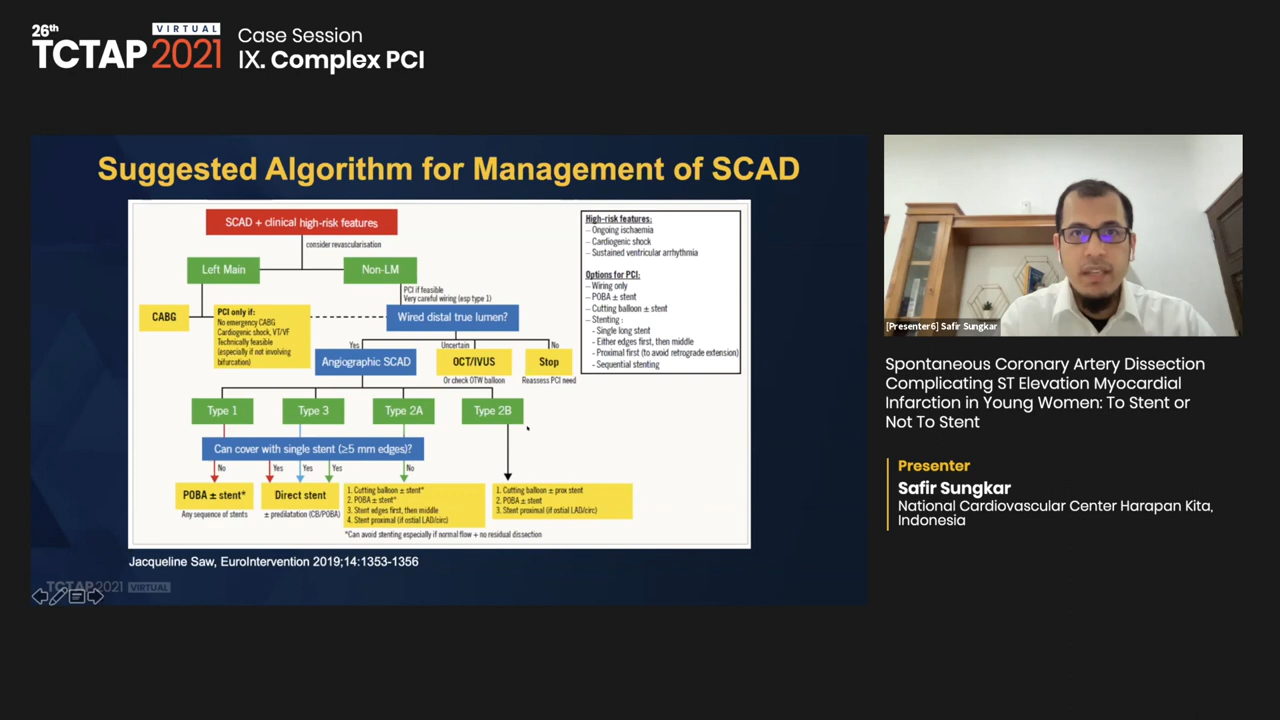 26th
VIRTUAL
TCTAP 2021
Case Session
IX. Complex PCI
Suggested Algorithm for Management of SCAD
SCAD + clinical high-risk features
consider revascularisation
Left Main
Non-LM
PCI if feasible
Very careful wiring (esp type 1)
CABG
PCI only if:
No emergency CABG
Cardiogenic shock, VT/VF
Technically feasible
(especially if not involving
bifurcation)
Wired distal true lumen?
Yes
Uncertain
No
Angiographic SCAD
OCT/IVUS
Or check OTW balloon
Stop
Reassess PCI need
Type 1
Type 3
Type 2A
Type 2B
Can cover with single stent (≥5 mm edges)?
No
Yes
Yes
Yes
No
POBA ± stent*
Any sequence of stents
Direct stent
± predilatation (CB/POBA)
1. Cutting balloon ± stent*
2. POBA ± stent*
3. Stent edges first, then middle
4. Stent proximal (if ostial LAD/circ)
1. Cutting balloon ± prox stent
2. POBA ± stent
3. Stent proximal (if ostial LAD/circ)
*Can avoid stenting especially if normal flow + no residual dissection
High-risk features:
– Ongoing ischaemia
– Cardiogenic shock
– Sustained ventricular arrhythmia
Options for PCI:
– Wiring only
– POBA ± stent
– Cutting balloon ± stent
– Stenting :
- Single long stent
- Either edges first, then middle
- Proximal first (to avoid retrograde extension)
- Sequential stenting
Jacqueline Saw, EuroIntervention 2019;14:1353-1356
TCTAP 2021 VIRTUAL
[Presenter6] Safir Sungkar
Spontaneous Coronary Artery Dissection
Complicating ST Elevation Myocardial
Infarction in Young Women: To Stent or
Not To Stent
Presenter
Safir Sungkar
National Cardiovascular Center Harapan Kita,
Indonesia